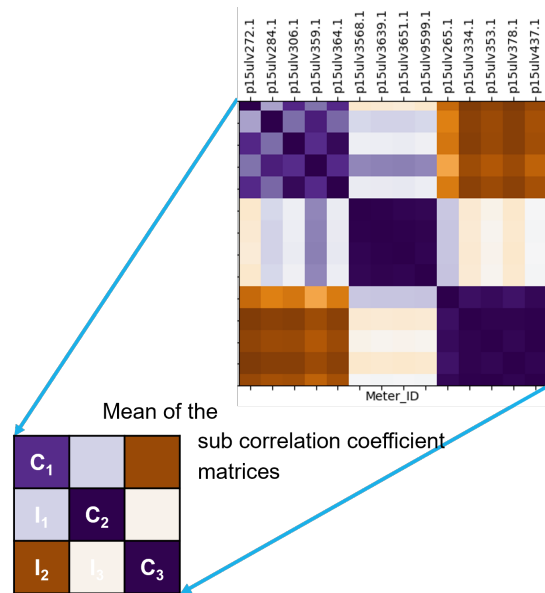 p15ulv272.1
p15ulv284.1
p15ulv306.1
p15ulv359.1
p15ulv364.1
p15ulv3568.1
p15ulv3639.1
p15ulv3651.1
p15ulv9599.1
p15ulv265.1
p15ulv334.1
p15ulv353.1
p15ulv378.1
p15ulv437.1
Meter_ID
Mean of the
sub correlation coefficient
matrices
C₁
I₁ C₂
I₂ I₃ C₃